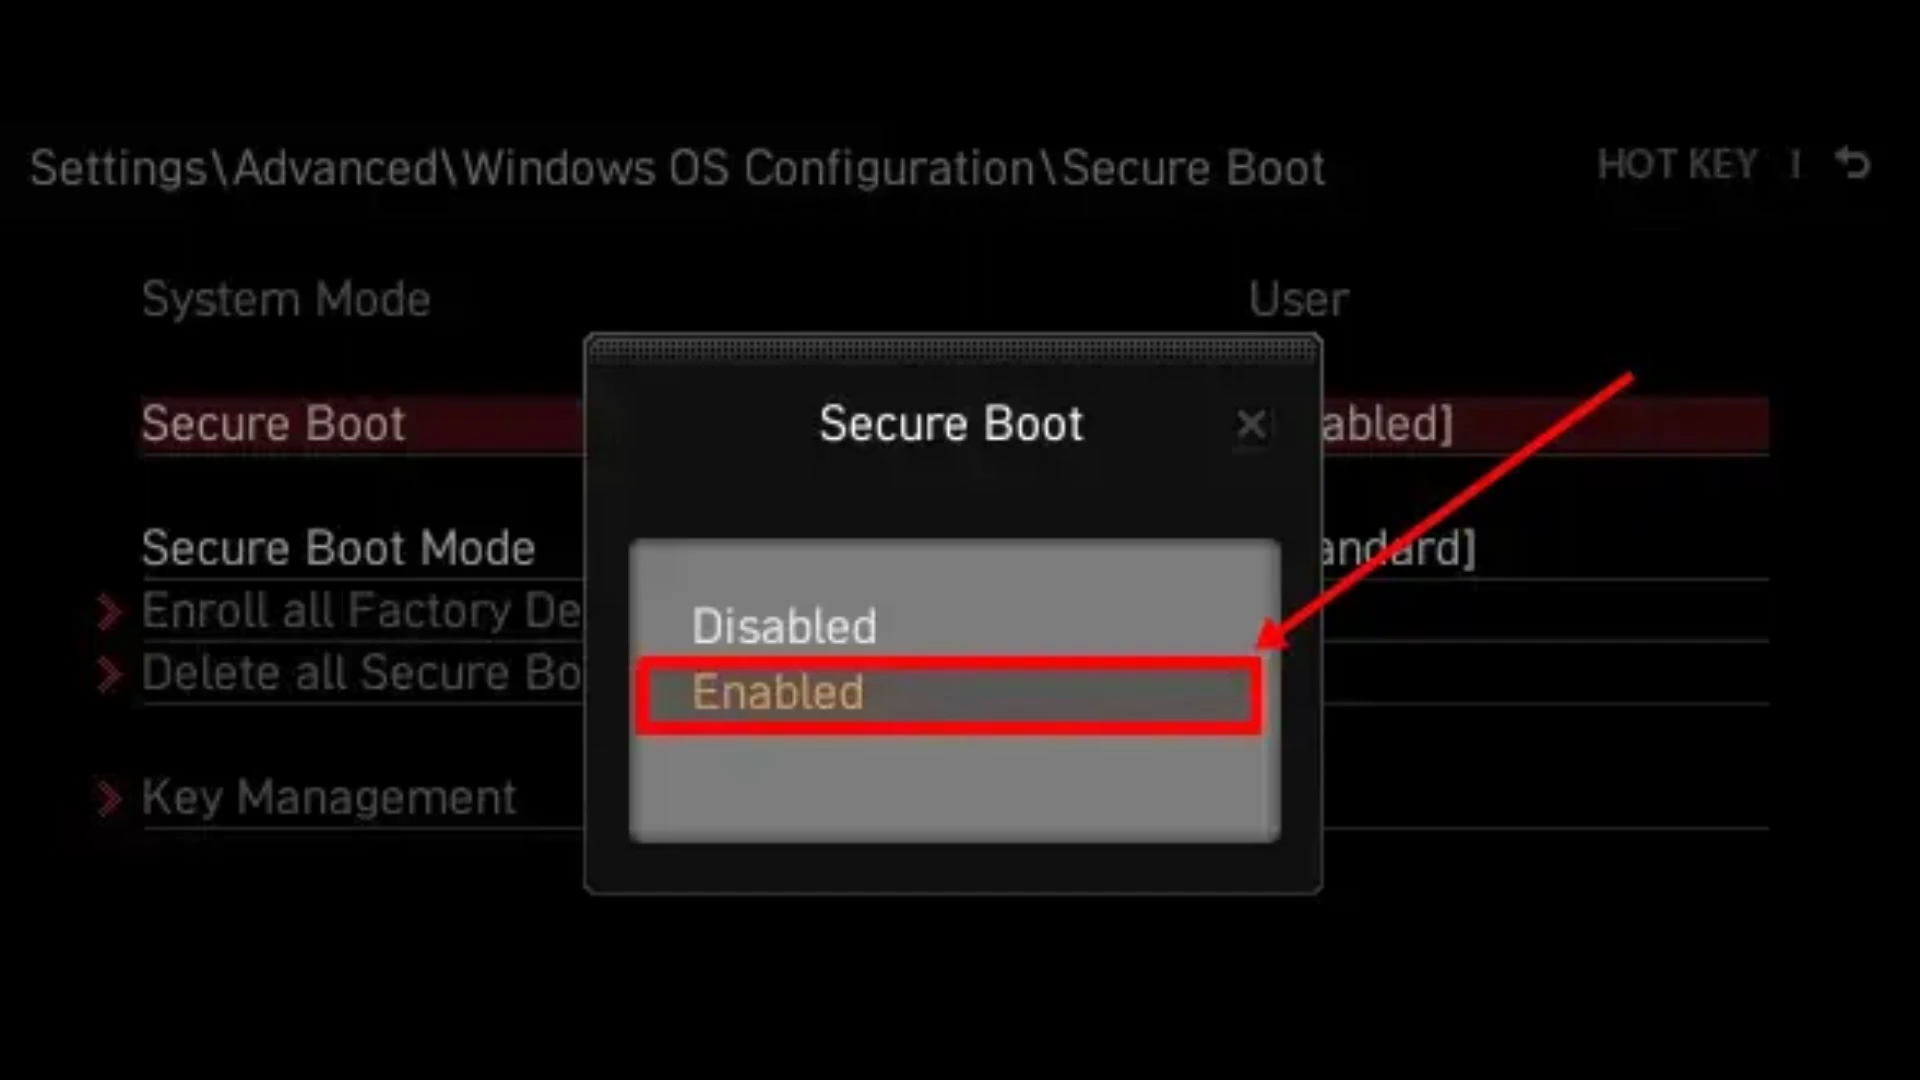 Settings\Advanced\Windows OS Configuration\Secure Boot
HOT KEY
System Mode User
Secure Boot abled]
Secure Boot Mode andard]
Enroll all Factory De
Delete all Secure Bo
Key Management
Secure Boot
Disabled
Enabled